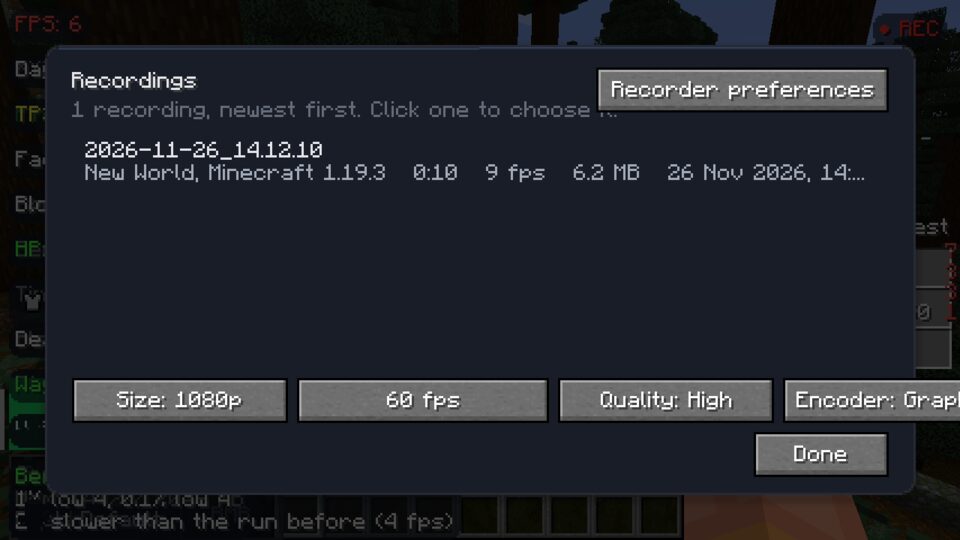 FPS: 6
REC
Recordings
Recorder preferences
1 recording, newest first. Click one to choose it.
2026-11-26_14.12.10
New World, Minecraft 1.19.3 0:10 9 fps 6.2 MB 26 Nov 2026, 14:...
Size: 1080p
60 fps
Quality: High
Encoder: Grap
Done
slower than the run before (4 fps)